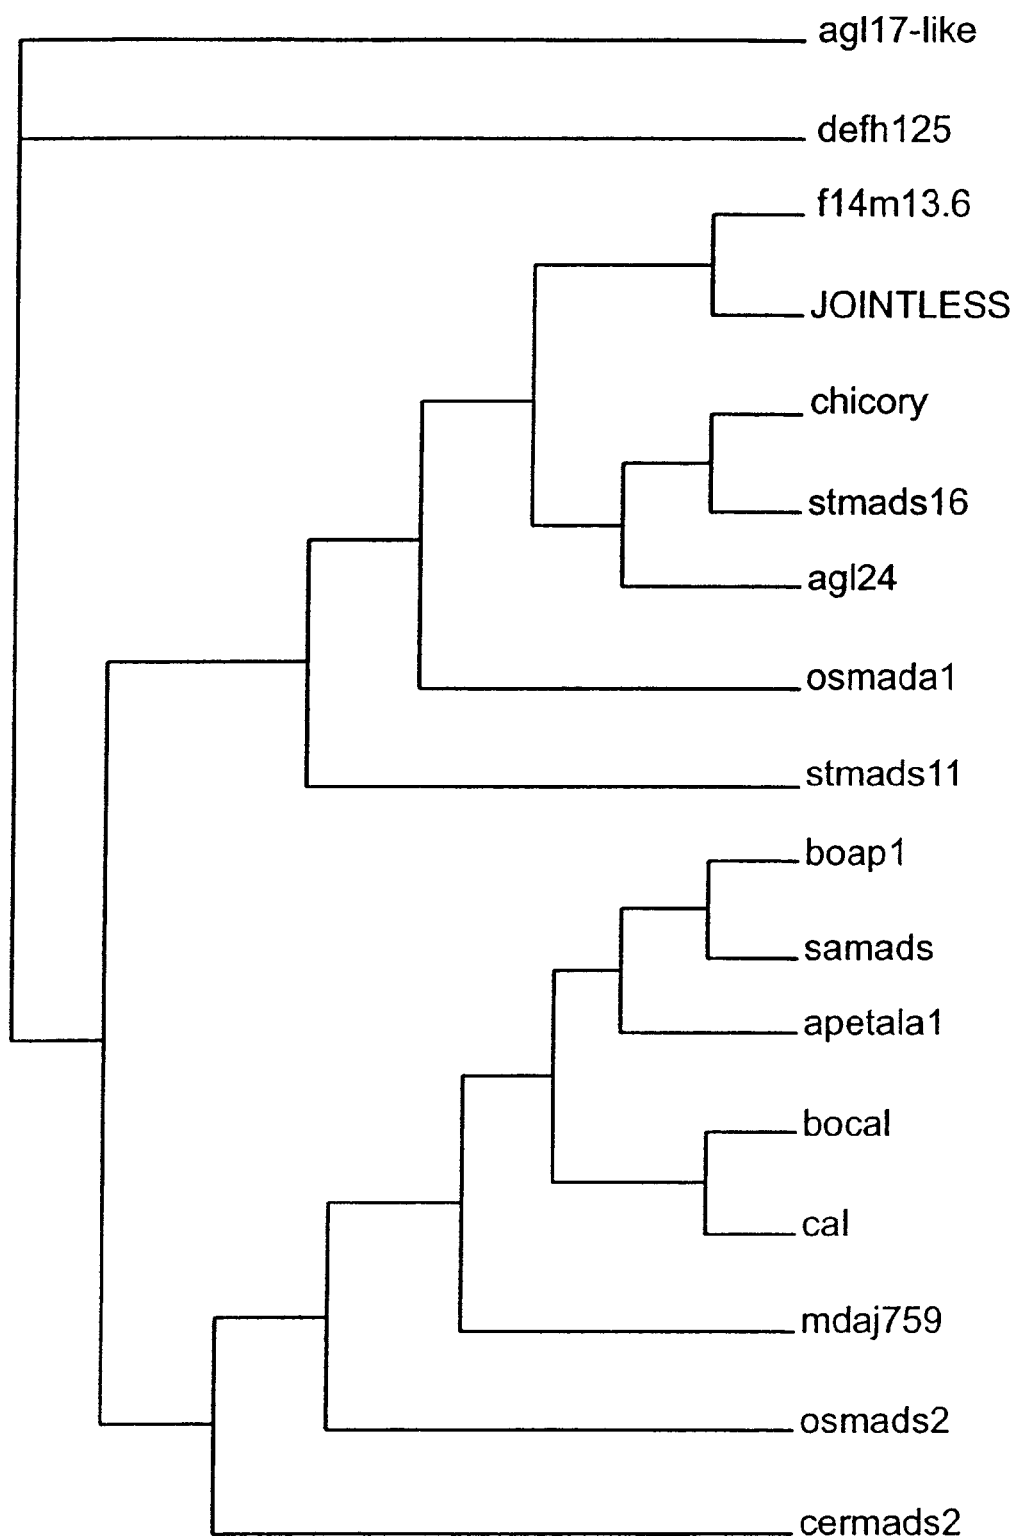 agl17-like
defh125
f14m13.6
JOINTLESS
chicory
stmads16
agl24
osmada1
stmads11
boap1
samads
apetala1
bocal
cal
mdaj759
osmads2
cermads2